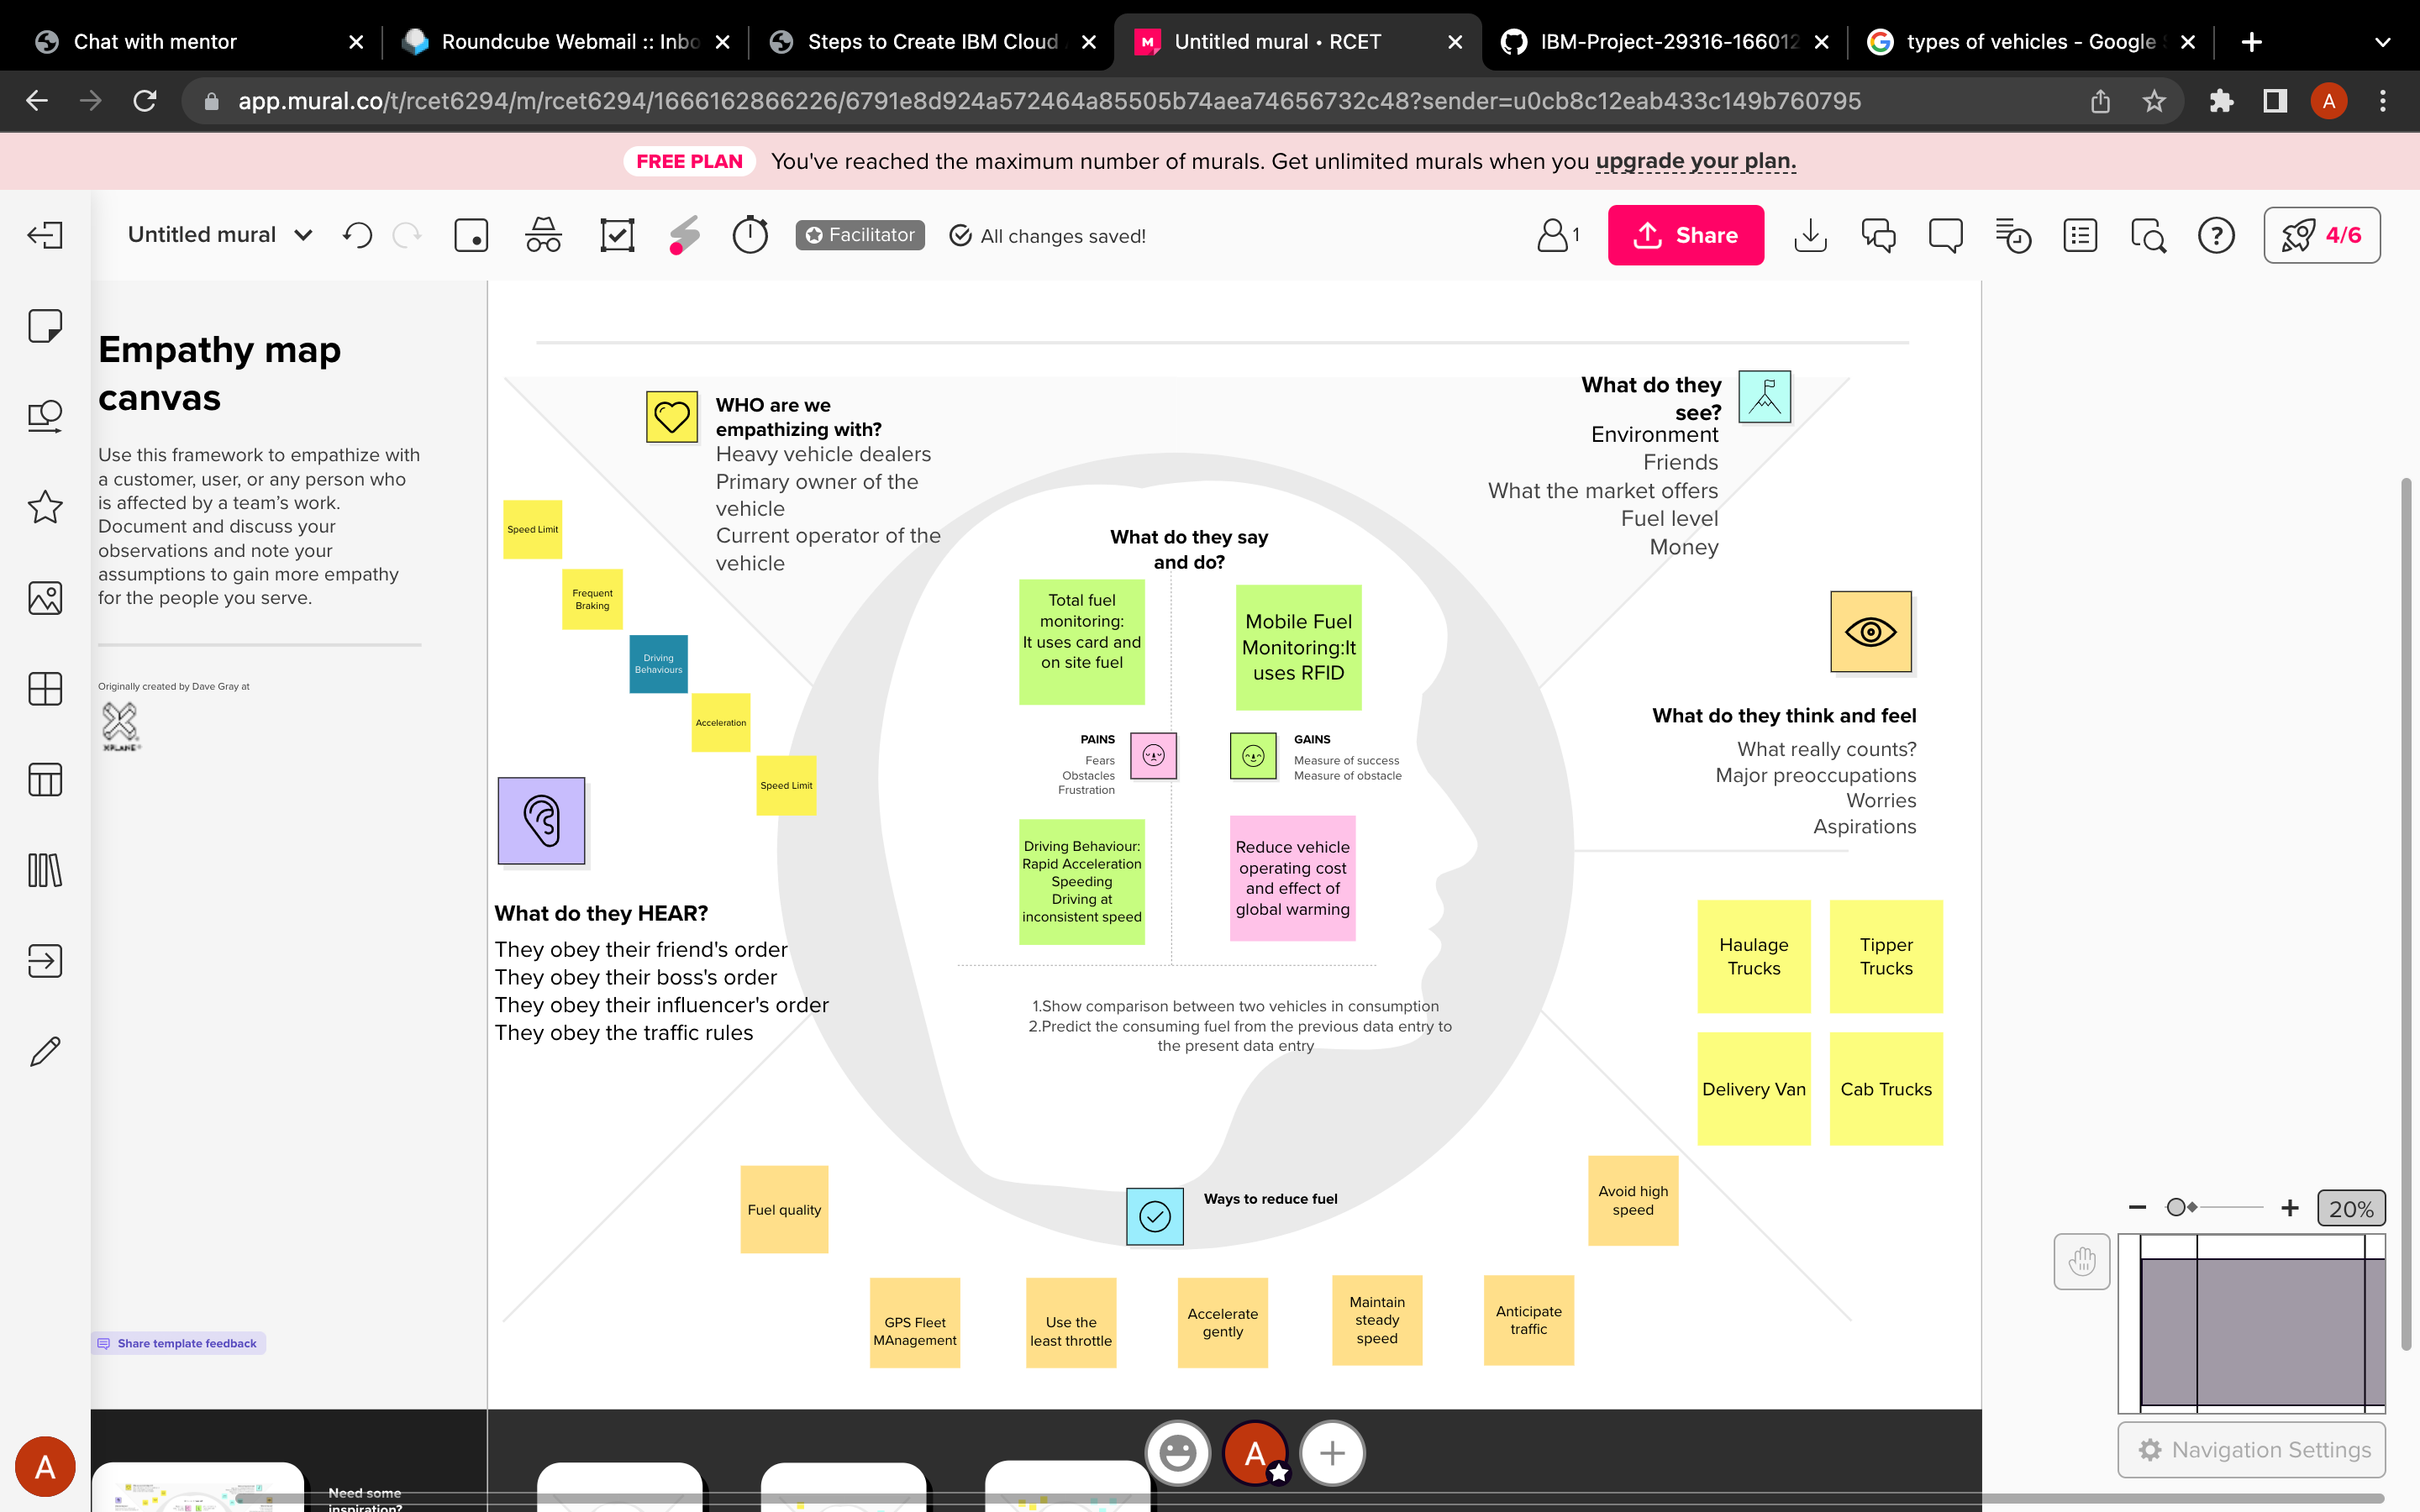 Chat with mentor
Roundcube Webmail :: Inbo
Steps to Create IBM Cloud
Untitled mural • RCET
IBM-Project-29316-166012
types of vehicles - Google
app.mural.co/t/rcet6294/m/rcet6294/1666162866226/6791e8d924a572464a85505b74aea74656732c48?sender=u0cb8c12eab433c149b760795
A
FREE PLAN You've reached the maximum number of murals. Get unlimited murals when you upgrade your plan.
Untitled mural
Facilitator
All changes saved!
1
Share
4/6
Empathy map
canvas
Use this framework to empathize with
a customer, user, or any person who
is affected by a team's work.
Document and discuss your
observations and note your
assumptions to gain more empathy
for the people you serve.
Originally created by Dave Gray at
XPLANE
Share template feedback
WHO are we
empathizing with?
Heavy vehicle dealers
Primary owner of the
vehicle
Current operator of the
vehicle
What do they
see?
Environment
Friends
What the market offers
Fuel level
Money
Speed Limit
Frequent
Braking
Driving
Behaviours
Acceleration
Speed Limit
What do they say
and do?
Total fuel
monitoring:
It uses card and
on site fuel
Mobile Fuel
Monitoring:It
uses RFID
PAINS
Fears
Obstacles
Frustration
GAINS
Measure of success
Measure of obstacle
Driving Behaviour:
Rapid Acceleration
Speeding
Driving at
inconsistent speed
Reduce vehicle
operating cost
and effect of
global warming
1.Show comparison between two vehicles in consumption
2.Predict the consuming fuel from the previous data entry to
the present data entry
What do they think and feel
What really counts?
Major preoccupations
Worries
Aspirations
What do they HEAR?
They obey their friend's order
They obey their boss's order
They obey their influencer's order
They obey the traffic rules
Haulage
Trucks
Tipper
Trucks
Delivery Van
Cab Trucks
Ways to reduce fuel
Fuel quality
GPS Fleet
MAnagement
Use the
least throttle
Accelerate
gently
Maintain
steady
speed
Anticipate
traffic
Avoid high
speed
20%
Navigation Settings
A
A
Need some
inspiration?